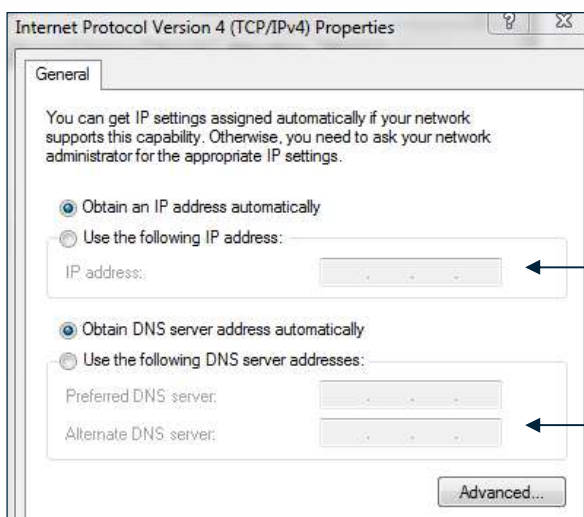 Internet Protocol Version 4 (TCP/IPv4) Properties
General
You can get IP settings assigned automatically if your network
supports this capability. Otherwise, you need to ask your network
administrator for the appropriate IP settings.
Obtain an IP address automatically
Use the following IP address:
IP address:
Obtain DNS server address automatically
Use the following DNS server addresses:
Preferred DNS server:
Alternate DNS server:
Advanced...